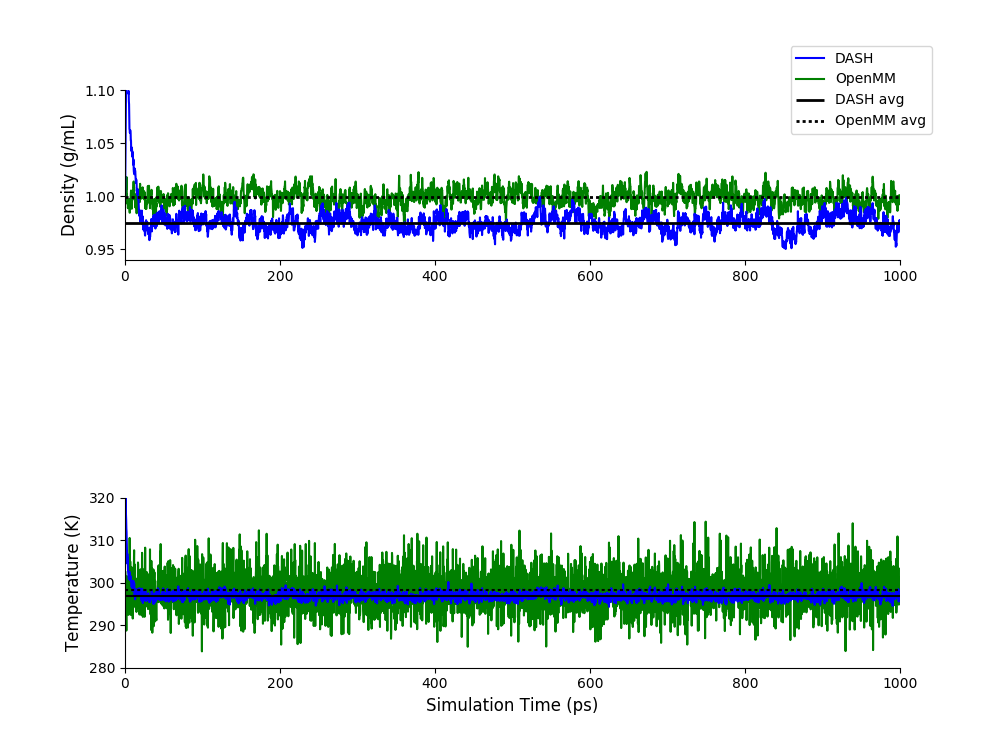 DASH
OpenMM
DASH avg
OpenMM avg
Density (g/mL)
1.10
1.05
1.00
0.95
0 200 400 600 800 1000
Temperature (K)
320
310
300
290
280
0 200 400 600 800 1000
Simulation Time (ps)